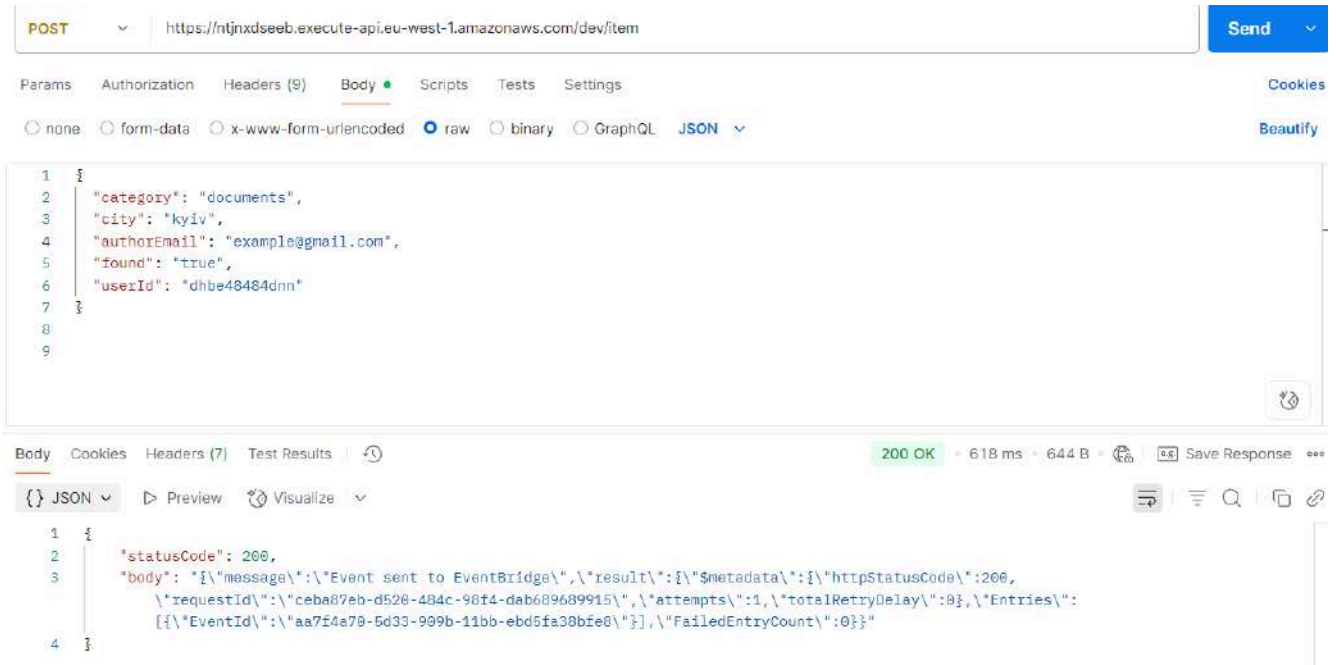 POST https://ntjnxdseeb.execute-api.eu-west-1.amazonaws.com/dev/item Send
Params Authorization Headers (9) Body Scripts Tests Settings Cookies
none form-data x-www-form-urlencoded raw binary GraphQL JSON Beautify
1 {
2 "category": "documents",
3 "city": "kyiv",
4 "authorEmail": "example@gmail.com",
5 "found": "true",
6 "userId": "dhbe48484dnn"
7 }
8
9
Body Cookies Headers (7) Test Results 200 OK 618 ms 644 B Save Response
{} JSON Preview Visualize
1 {
2 "statusCode": 200,
3 "body": "{\"message\":\"Event sent to EventBridge\",\"result\":{\"$metadata\":{\"httpStatusCode\":200,
\"requestId\":\"ceba87eb-d520-484c-98f4-dab689689915\",\"attempts\":1,\"totalRetryDelay\":0},\"Entries\":
[{\"EventId\":\"aa7f4a70-5d33-909b-11bb-ebd5fa38bfe8\"}],\"FailedEntryCount\":0}}"
4 }